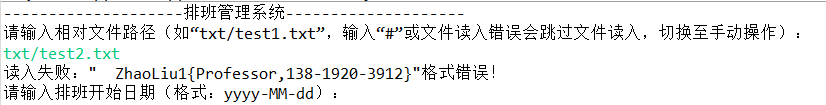 --------------------排班管理系统--------------------
请输入相对文件路径（如“txt/test1.txt”，输入“#”或文件读入错误会跳过文件读入，切换至手动操作）：
txt/test2.txt
读入失败："  ZhaoLiu1{Professor,138-1920-3912}"格式错误！
请输入排班开始日期（格式：yyyy-MM-dd）：